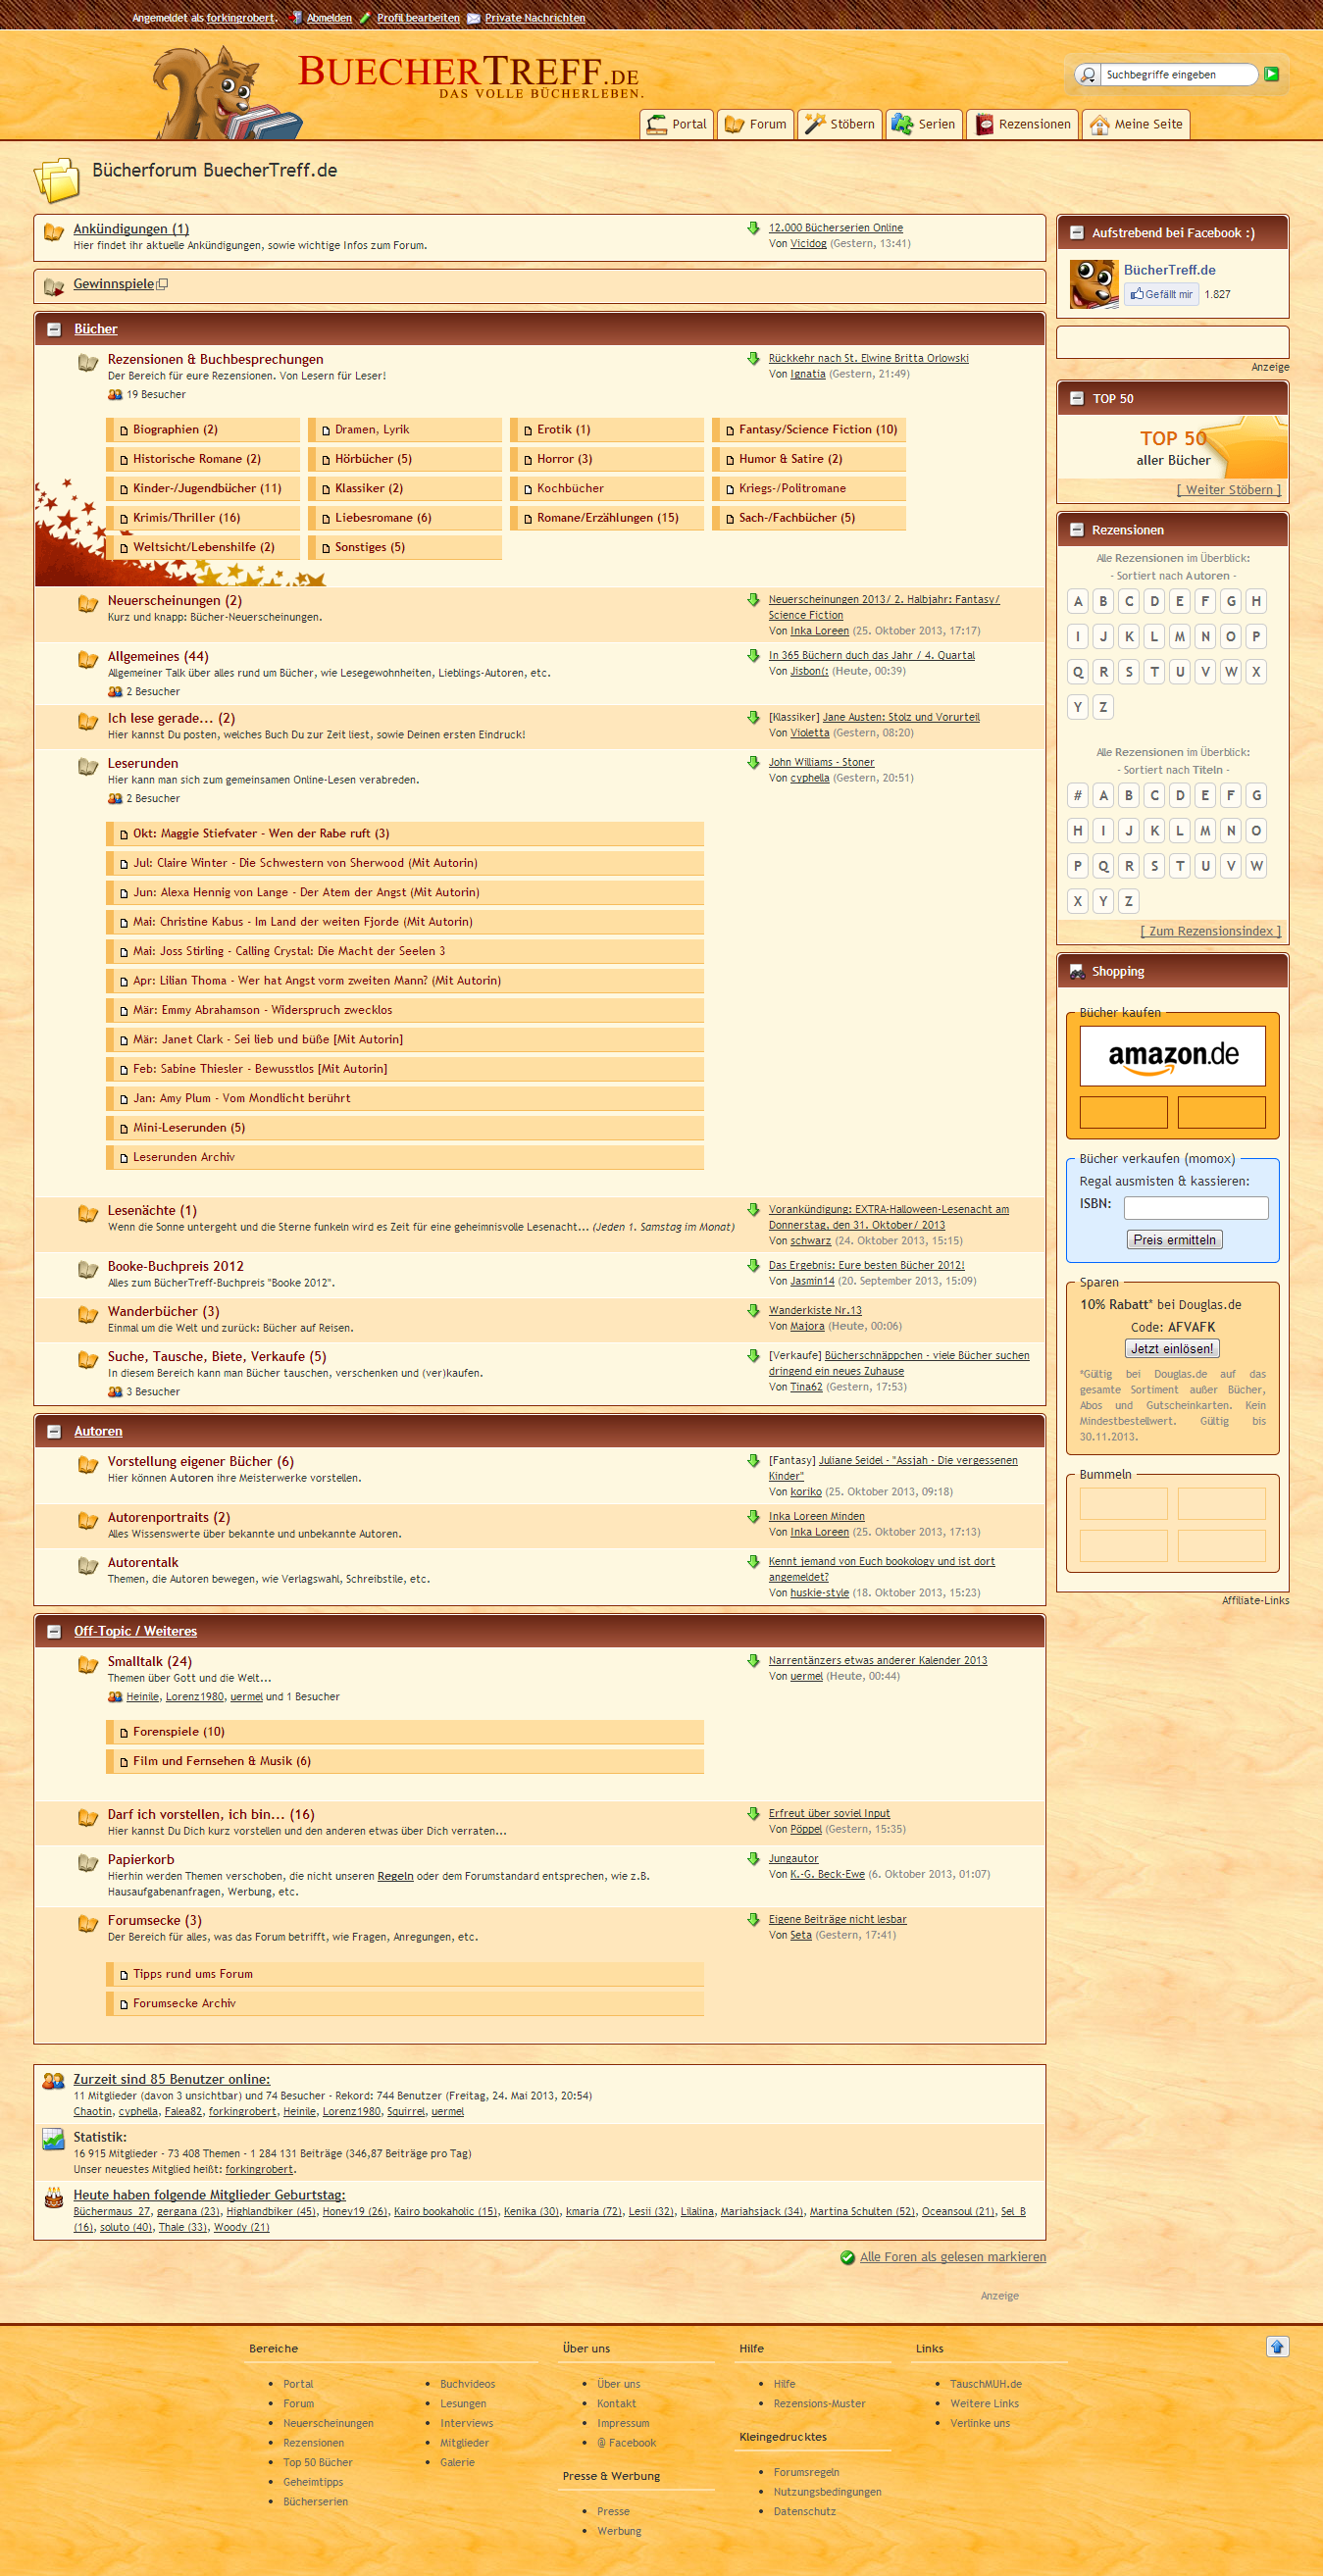 Angemeldet als forkingrobert. Abmelden Profil bearbeiten Private Nachrichten
BUECHERTREFF.DE
DAS VOLLE BÜCHERLEBEN.
Suchbegriffe eingeben
Portal Forum Stöbern Serien Rezensionen Meine Seite
Bücherforum BuecherTreff.de
Ankündigungen (1)
Hier findet ihr aktuelle Ankündigungen, sowie wichtige Infos zum Forum.
12.000 Bücherserien Online
Von Vicidog (Gestern, 13:41)
Gewinnspiele
Bücher
Rezensionen & Buchbesprechungen
Der Bereich für eure Rezensionen. Von Lesern für Leser!
19 Besucher
Rückkehr nach St. Elwine Britta Orlowski
Von Ignatia (Gestern, 21:49)
Biographien (2) Dramen, Lyrik Erotik (1) Fantasy/Science Fiction (10)
Historische Romane (2) Hörbücher (5) Horror (3) Humor & Satire (2)
Kinder-/Jugendbücher (11) Klassiker (2) Kochbücher Kriegs-/Politromane
Krimis/Thriller (16) Liebesromane (6) Romane/Erzählungen (15) Sach-/Fachbücher (5)
Weltsicht/Lebenshilfe (2) Sonstiges (5)
Neuerscheinungen (2)
Kurz und knapp: Bücher-Neuerscheinungen.
Neuerscheinungen 2013/ 2. Halbjahr: Fantasy/
Science Fiction
Von Inka Loreen (25. Oktober 2013, 17:17)
Allgemeines (44)
Allgemeiner Talk über alles rund um Bücher, wie Lesegewohnheiten, Lieblings-Autoren, etc.
2 Besucher
In 365 Büchern duch das Jahr / 4. Quartal
Von Jisbon(: (Heute, 00:39)
Ich lese gerade... (2)
Hier kannst Du posten, welches Buch Du zur Zeit liest, sowie Deinen ersten Eindruck!
[Klassiker] Jane Austen: Stolz und Vorurteil
Von Violetta (Gestern, 08:20)
Leserunden
Hier kann man sich zum gemeinsamen Online-Lesen verabreden.
2 Besucher
John Williams - Stoner
Von cyphella (Gestern, 20:51)
Okt: Maggie Stiefvater - Wen der Rabe ruft (3)
Jul: Claire Winter - Die Schwestern von Sherwood (Mit Autorin)
Jun: Alexa Hennig von Lange - Der Atem der Angst (Mit Autorin)
Mai: Christine Kabus - Im Land der weiten Fjorde (Mit Autorin)
Mai: Joss Stirling - Calling Crystal: Die Macht der Seelen 3
Apr: Lilian Thoma - Wer hat Angst vorm zweiten Mann? (Mit Autorin)
Mär: Emmy Abrahamson - Widerspruch zwecklos
Mär: Janet Clark - Sei lieb und büße [Mit Autorin]
Feb: Sabine Thiesler - Bewusstlos [Mit Autorin]
Jan: Amy Plum - Vom Mondlicht berührt
Mini-Leserunden (5)
Leserunden Archiv
Lesenächte (1)
Wenn die Sonne untergeht und die Sterne funkeln wird es Zeit für eine geheimnisvolle Lesenacht... (Jeden 1. Samstag im Monat)
Vorankündigung: EXTRA-Halloween-Lesenacht am
Donnerstag, den 31. Oktober/ 2013
Von schwarz (24. Oktober 2013, 15:15)
Booke-Buchpreis 2012
Alles zum BücherTreff-Buchpreis "Booke 2012".
Das Ergebnis: Eure besten Bücher 2012!
Von Jasmin14 (20. September 2013, 15:09)
Wanderbücher (3)
Einmal um die Welt und zurück: Bücher auf Reisen.
Wanderkiste Nr.13
Von Majora (Heute, 00:06)
Suche, Tausche, Biete, Verkaufe (5)
In diesem Bereich kann man Bücher tauschen, verschenken und (ver)kaufen.
3 Besucher
[Verkaufe] Bücherschnäppchen - viele Bücher suchen
dringend ein neues Zuhause
Von Tina62 (Gestern, 17:53)
Autoren
Vorstellung eigener Bücher (6)
Hier können Autoren ihre Meisterwerke vorstellen.
[Fantasy] Juliane Seidel - "Assjah - Die vergessenen
Kinder"
Von koriko (25. Oktober 2013, 09:18)
Autorenportraits (2)
Alles Wissenswerte über bekannte und unbekannte Autoren.
Inka Loreen Minden
Von Inka Loreen (25. Oktober 2013, 17:13)
Autorentalk
Themen, die Autoren bewegen, wie Verlagswahl, Schreibstile, etc.
Kennt jemand von Euch bookology und ist dort
angemeldet?
Von huskie-style (18. Oktober 2013, 15:23)
Off-Topic / Weiteres
Smalltalk (24)
Themen über Gott und die Welt...
Heinile, Lorenz1980, uermel und 1 Besucher
Narrentänzers etwas anderer Kalender 2013
Von uermel (Heute, 00:44)
Forenspiele (10)
Film und Fernsehen & Musik (6)
Darf ich vorstellen, ich bin... (16)
Hier kannst Du Dich kurz vorstellen und den anderen etwas über Dich verraten...
Erfreut über soviel Input
Von Pöppel (Gestern, 15:35)
Papierkorb
Hierhin werden Themen verschoben, die nicht unseren Regeln oder dem Forumstandard entsprechen, wie z.B.
Hausaufgabenanfragen, Werbung, etc.
Jungautor
Von K.-G. Beck-Ewe (6. Oktober 2013, 01:07)
Forumsecke (3)
Der Bereich für alles, was das Forum betrifft, wie Fragen, Anregungen, etc.
Eigene Beiträge nicht lesbar
Von Seta (Gestern, 17:41)
Tipps rund ums Forum
Forumsecke Archiv
Zurzeit sind 85 Benutzer online:
11 Mitglieder (davon 3 unsichtbar) und 74 Besucher - Rekord: 744 Benutzer (Freitag, 24. Mai 2013, 20:54)
Chaotin, cyphella, Falea82, forkingrobert, Heinile, Lorenz1980, Squirrel, uermel
Statistik:
16 915 Mitglieder - 73 408 Themen - 1 284 131 Beiträge (346,87 Beiträge pro Tag)
Unser neuestes Mitglied heißt: forkingrobert.
Heute haben folgende Mitglieder Geburtstag:
Büchermaus_27, gergana (23), Highlandbiker (45), Honey19 (26), Kairo bookaholic (15), Kenika (30), kmaria (72), Lesii (32), Lilalina, Mariahsjack (34), Martina Schulten (52), Oceansoul (21), Sel_B
(16), soluto (40), Thale (33), Woody (21)
Alle Foren als gelesen markieren
Anzeige
Aufstrebend bei Facebook :)
BücherTreff.de
Gefällt mir 1.827
Anzeige
TOP 50
TOP 50
aller Bücher
[ Weiter Stöbern ]
Rezensionen
Alle Rezensionen im Überblick:
- Sortiert nach Autoren -
A B C D E F G H
I J K L M N O P
Q R S T U V W X
Y Z
Alle Rezensionen im Überblick:
- Sortiert nach Titeln -
# A B C D E F G
H I J K L M N O
P Q R S T U V W
X Y Z
[ Zum Rezensionsindex ]
Shopping
Bücher kaufen
amazon.de
Bücher verkaufen (momox)
Regal ausmisten & kassieren:
ISBN:
Preis ermitteln
Sparen
10% Rabatt* bei Douglas.de
Code: AFVAFK
Jetzt einlösen!
*Gültig bei Douglas.de auf das
gesamte Sortiment außer Bücher,
Abos und Gutscheinkarten. Kein
Mindestbestellwert. Gültig bis
30.11.2013.
Bummeln
Affiliate-Links
Bereiche
Portal
Forum
Neuerscheinungen
Rezensionen
Top 50 Bücher
Geheimtipps
Bücherserien
Buchvideos
Lesungen
Interviews
Mitglieder
Galerie
Über uns
Über uns
Kontakt
Impressum
@ Facebook
Presse & Werbung
Presse
Werbung
Hilfe
Hilfe
Rezensions-Muster
Kleingedrucktes
Forumsregeln
Nutzungsbedingungen
Datenschutz
Links
TauschMUH.de
Weitere Links
Verlinke uns